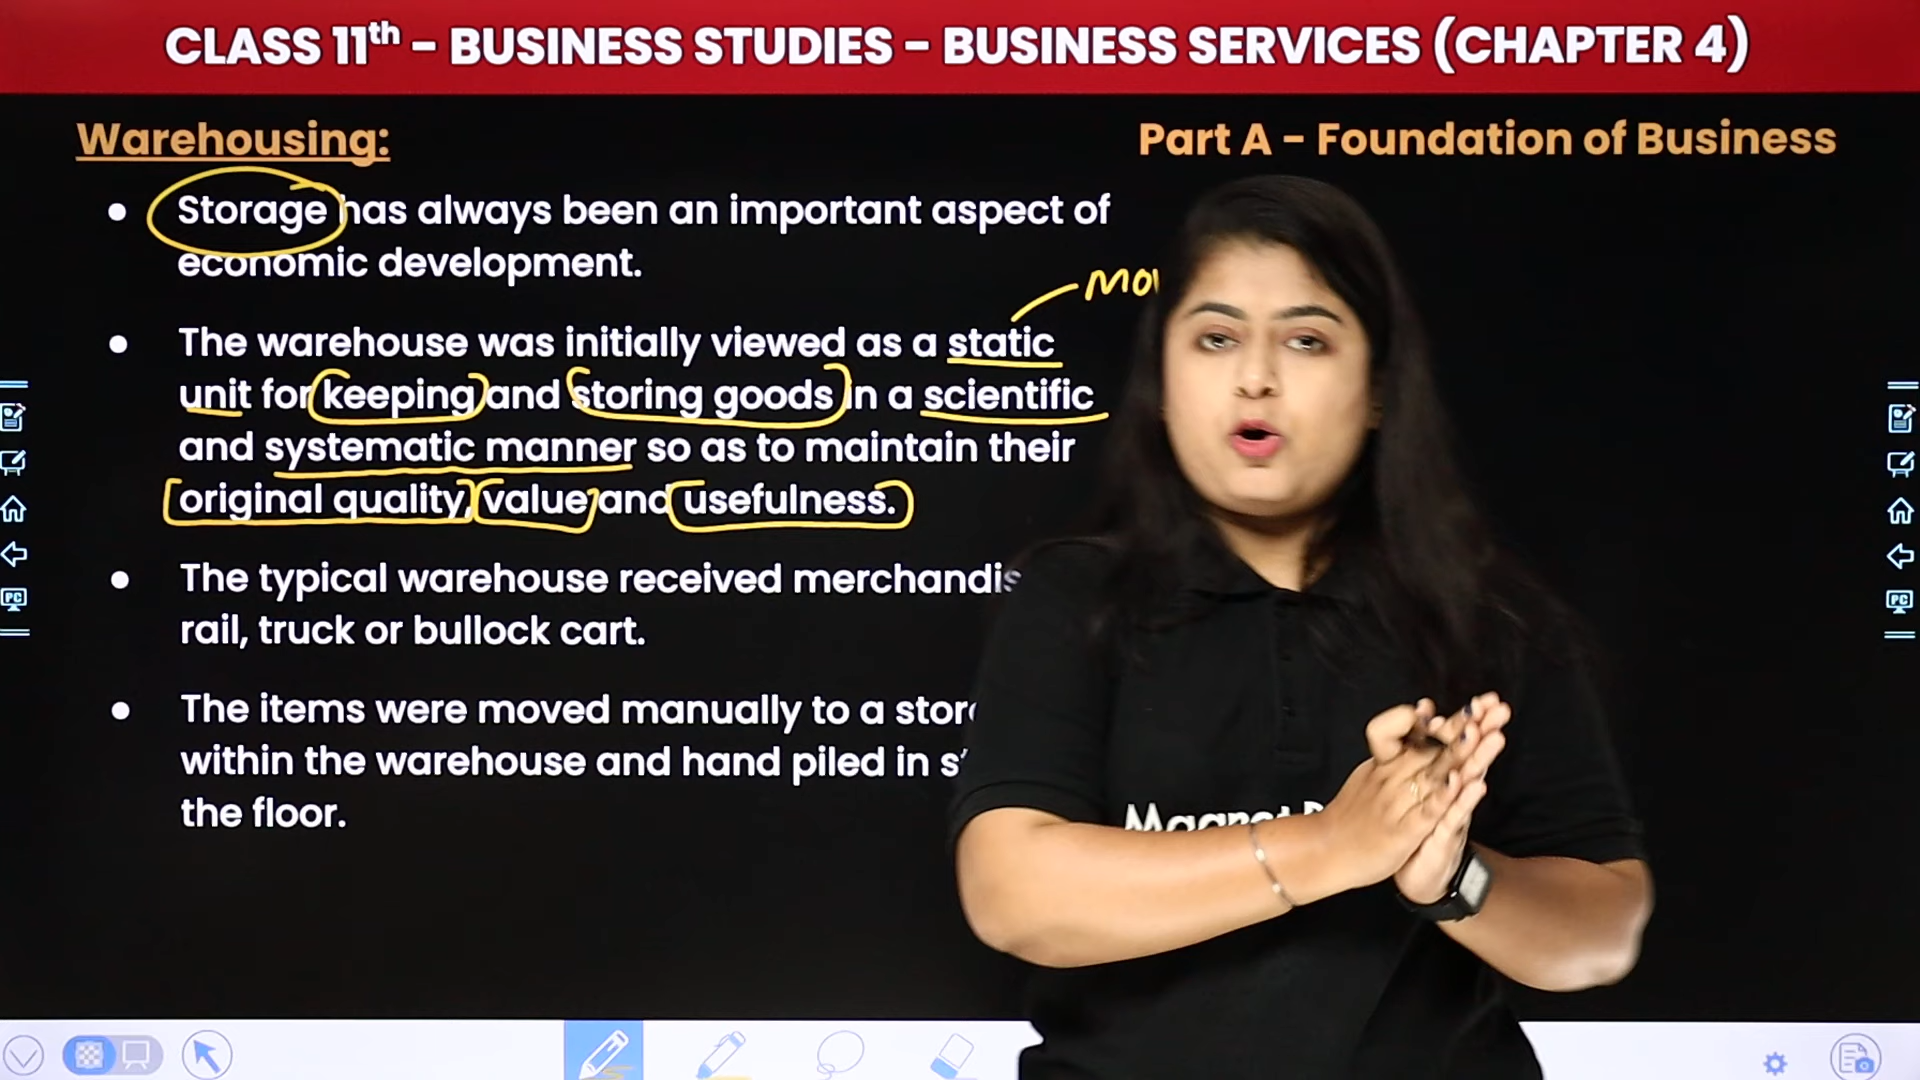 CLASS 11th – BUSINESS STUDIES – BUSINESS SERVICES (CHAPTER 4)
Warehousing:
Part A – Foundation of Business
• Storage has always been an important aspect of
economic development.
• The warehouse was initially viewed as a static
unit for keeping and storing goods in a scientific
and systematic manner so as to maintain their
original quality, value and usefulness.
• The typical warehouse received
rail, truck or bullock cart.
• The items were moved manually to a
within the warehouse and hand piled in
the floor.
PC
PC